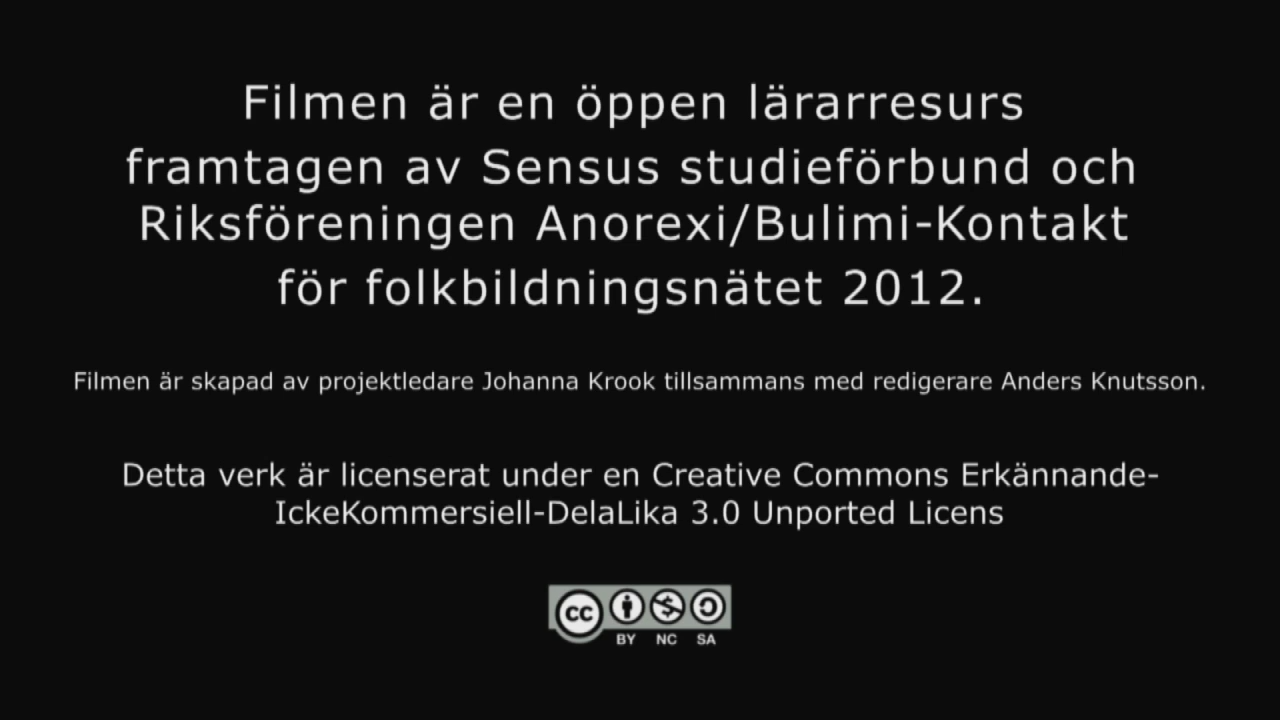 Filmen är en öppen lärarresurs
framtagen av Sensus studieförbund och
Riksföreningen Anorexi/Bulimi-Kontakt
för folkbildningsnätet 2012.
Filmen är skapad av projektledare Johanna Krook tillsammans med redigerare Anders Knutsson.
Detta verk är licenserat under en Creative Commons Erkännande-
IckeKommersiell-DelaLika 3.0 Unported Licens
cc
BY NC SA